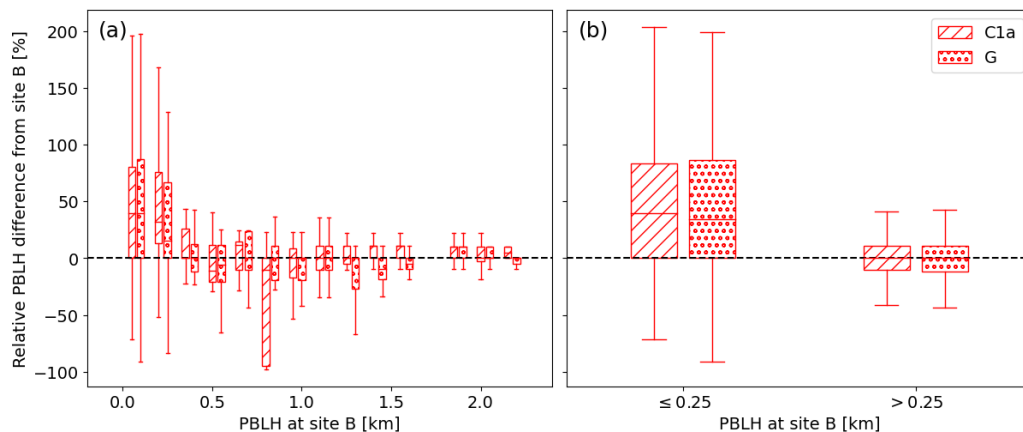 Relative PBLH difference from site B [%]
200
150
100
50
0
−50
−100
(a)
0.0 0.5 1.0 1.5 2.0
PBLH at site B [km]
(b)
C1a
G
≤ 0.25 > 0.25
PBLH at site B [km]